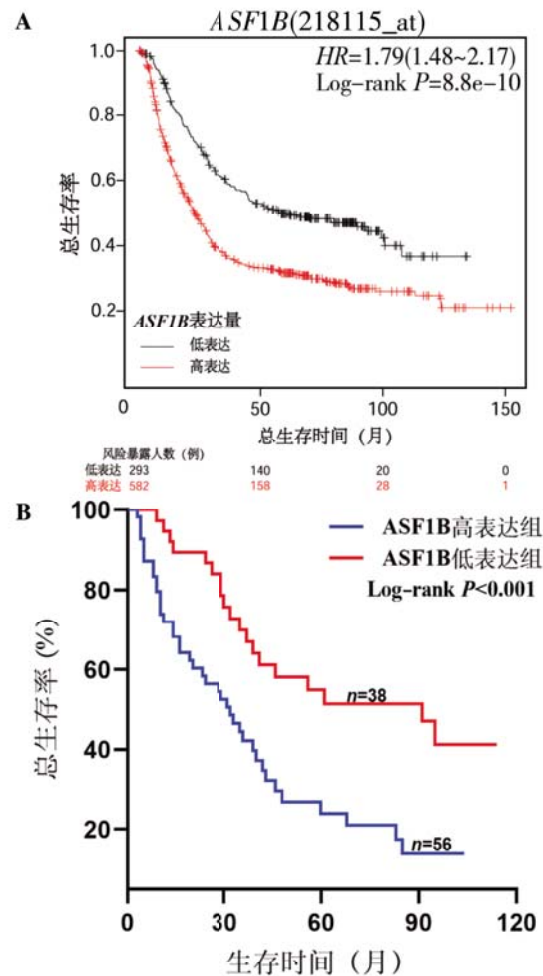 A
ASF1B(218115_at)
HR=1.79(1.48~2.17)
Log-rank P=8.8e-10
1.0
0.8
0.6
0.4
0.2
总生存率
ASF1B表达量
低表达
高表达
0 50 100 150
总生存时间（月）
风险暴露人数（例）
低表达 293 140 20 0
高表达 582 158 28 1
B
100
80
60
40
20
总生存率(%)
ASF1B高表达组
ASF1B低表达组
Log-rank P<0.001
n=38
n=56
0 30 60 90 120
生存时间（月）